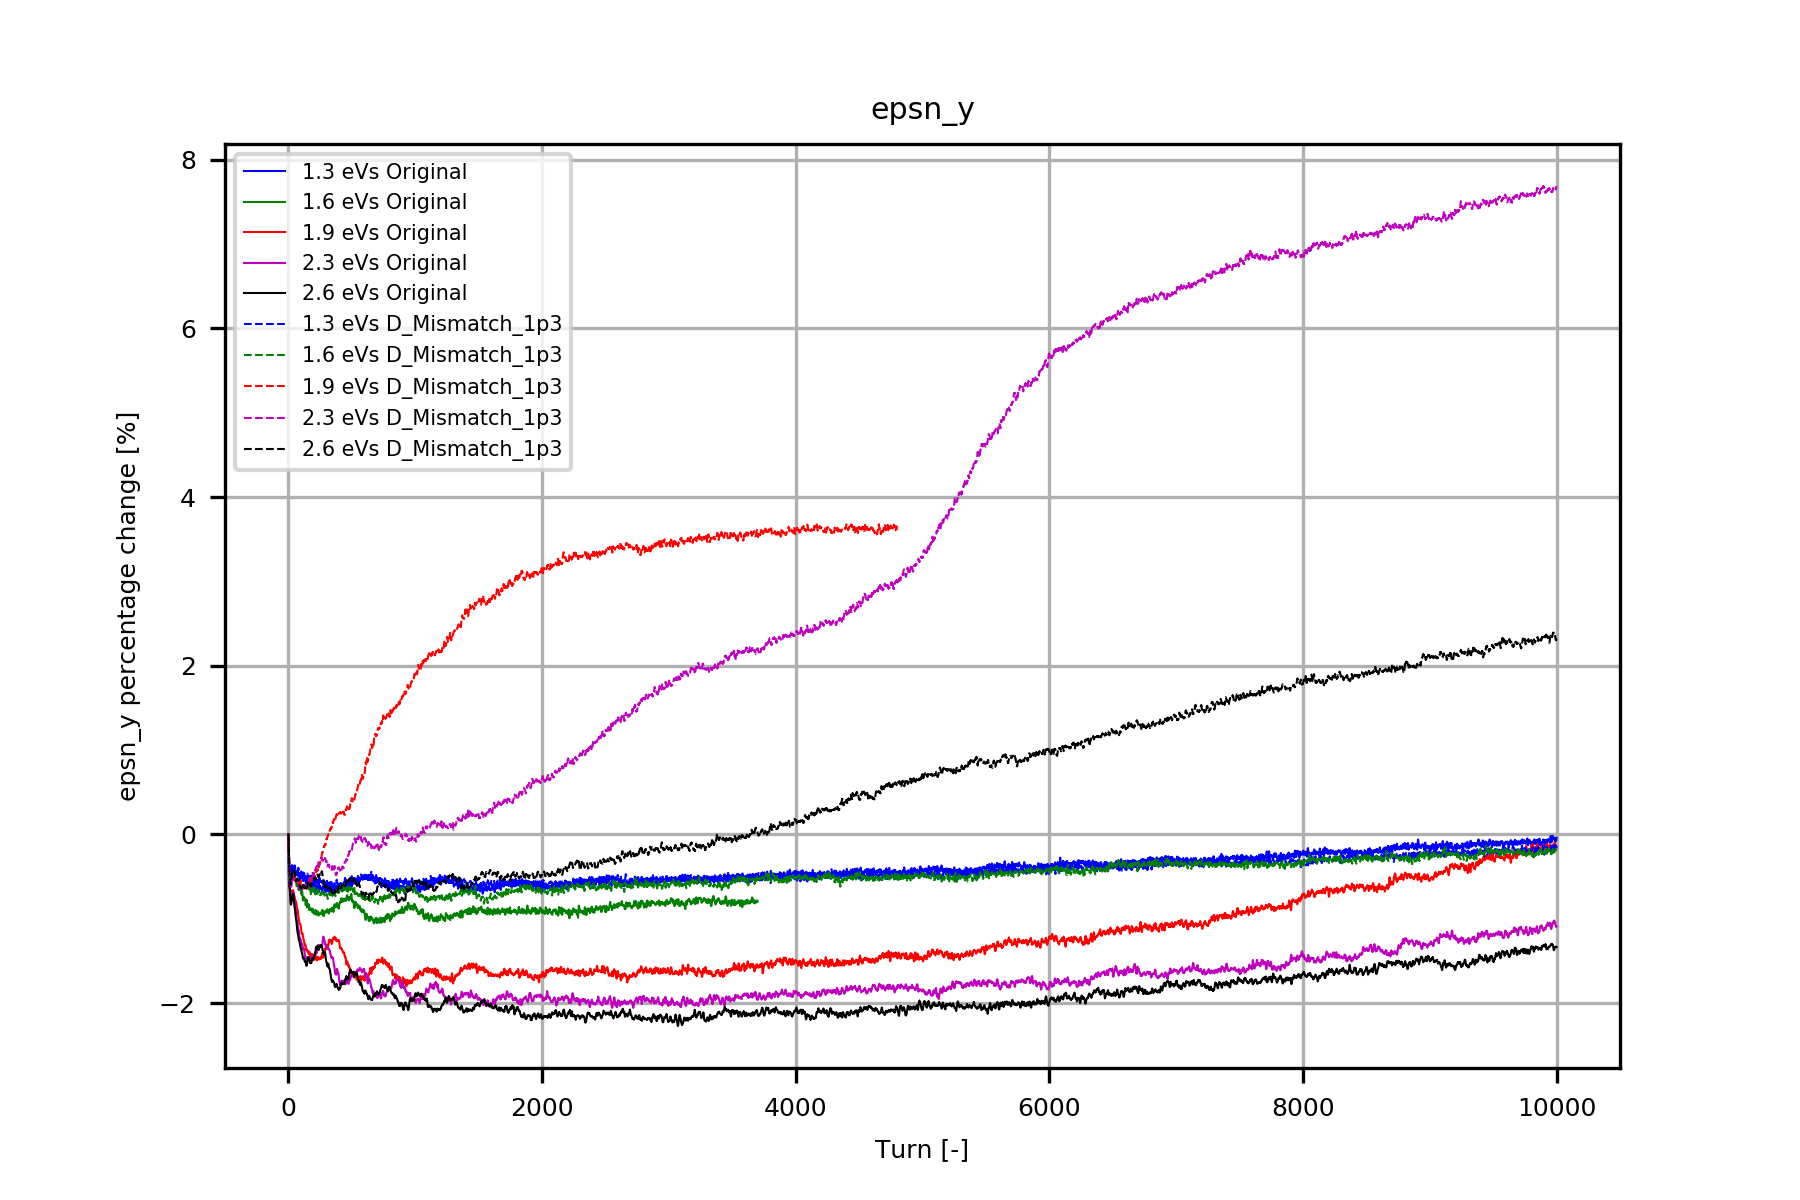 epsn_y
8
6
4
2
0
−2
epsn_y percentage change [%]
1.3 eVs Original
1.6 eVs Original
1.9 eVs Original
2.3 eVs Original
2.6 eVs Original
1.3 eVs D_Mismatch_1p3
1.6 eVs D_Mismatch_1p3
1.9 eVs D_Mismatch_1p3
2.3 eVs D_Mismatch_1p3
2.6 eVs D_Mismatch_1p3
0 2000 4000 6000 8000 10000
Turn [-]